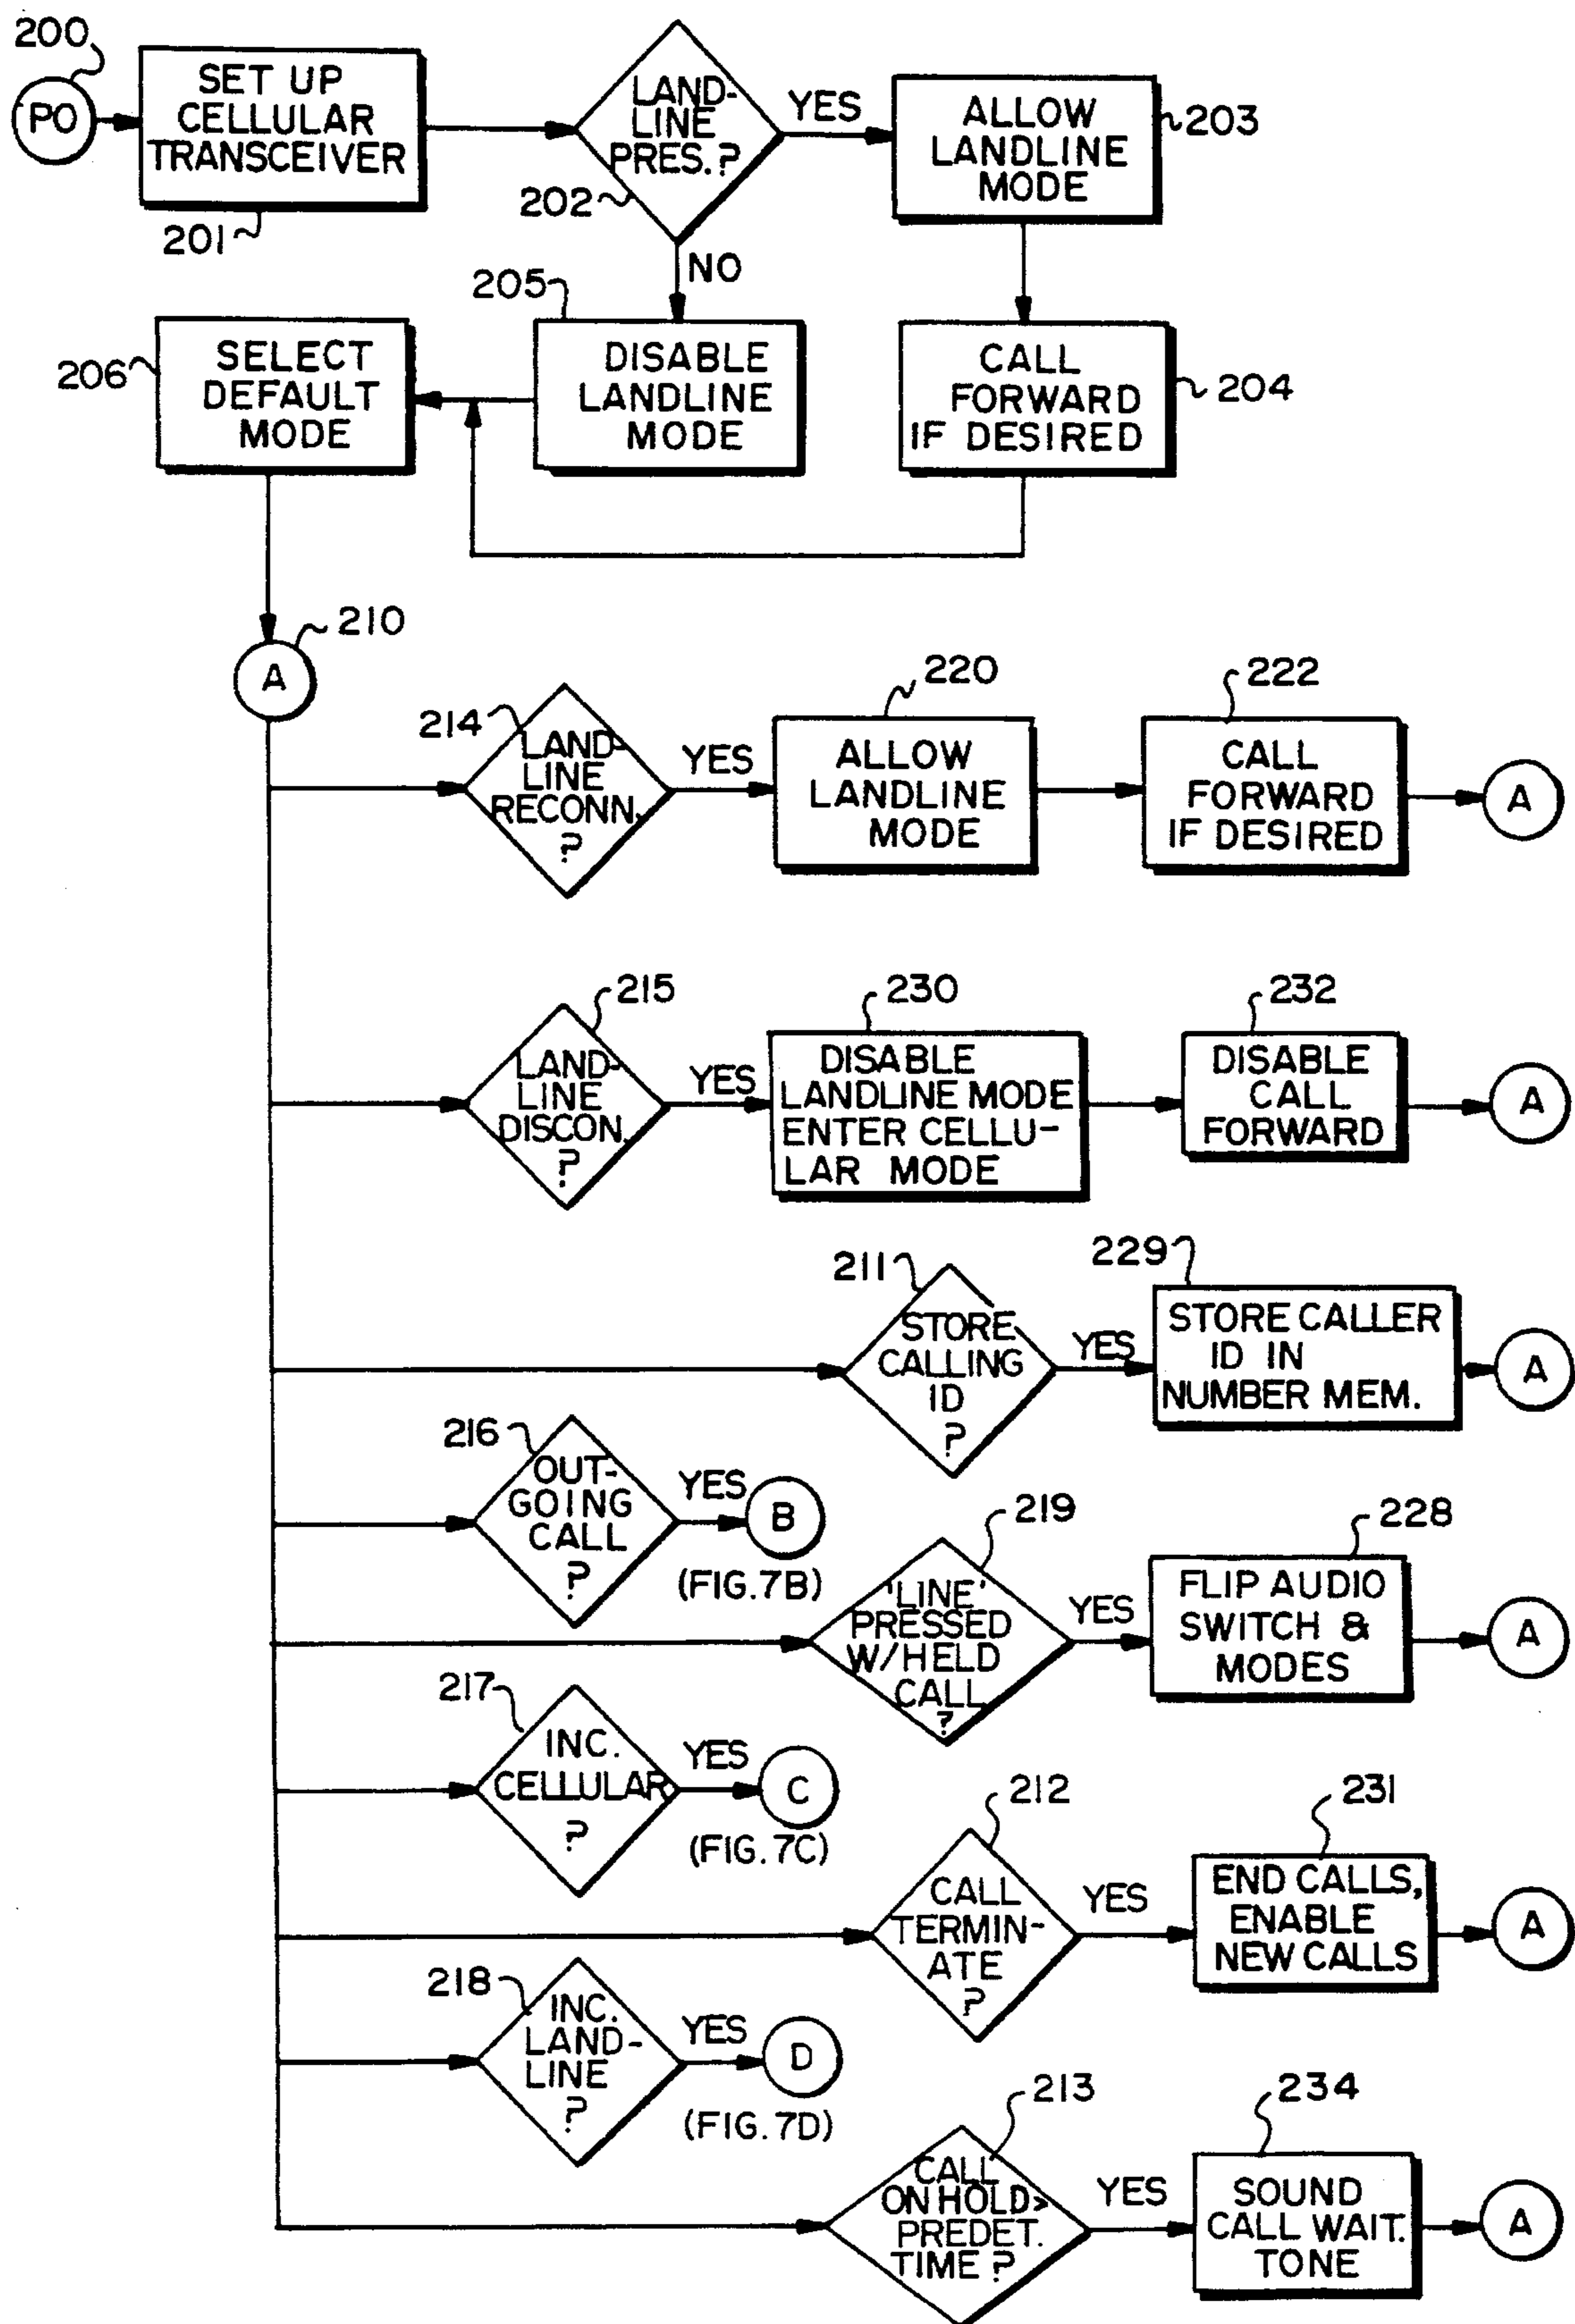 200
PO
SET UP
CELLULAR
TRANSCEIVER
201
LAND-
LINE
PRES.?
202
YES
ALLOW
LANDLINE
MODE
203
NO
205
DISABLE
LANDLINE
MODE
CALL
FORWARD
IF DESIRED
204
206
SELECT
DEFAULT
MODE
A
210
214
LAND-
LINE
RECONN.
?
YES
220
ALLOW
LANDLINE
MODE
222
CALL
FORWARD
IF DESIRED
A
215
LAND-
LINE
DISCON.
?
YES
230
DISABLE
LANDLINE MODE
ENTER CELLU-
LAR MODE
232
DISABLE
CALL
FORWARD
A
211
STORE
CALLING
ID
?
YES
229
STORE CALLER
ID IN
NUMBER MEM.
A
216
OUT-
GOING
CALL
?
YES
B
(FIG.7B)
219
'LINE'
PRESSED
W/HELD
CALL
?
YES
228
FLIP AUDIO
SWITCH &
MODES
A
217
INC.
CELLULAR
?
YES
C
(FIG.7C)
212
CALL
TERMIN-
ATE
?
YES
231
END CALLS,
ENABLE
NEW CALLS
A
218
INC.
LAND-
LINE
?
YES
D
(FIG.7D)
213
CALL
ON HOLD>
PREDET.
TIME ?
YES
234
SOUND
CALL WAIT.
TONE
A